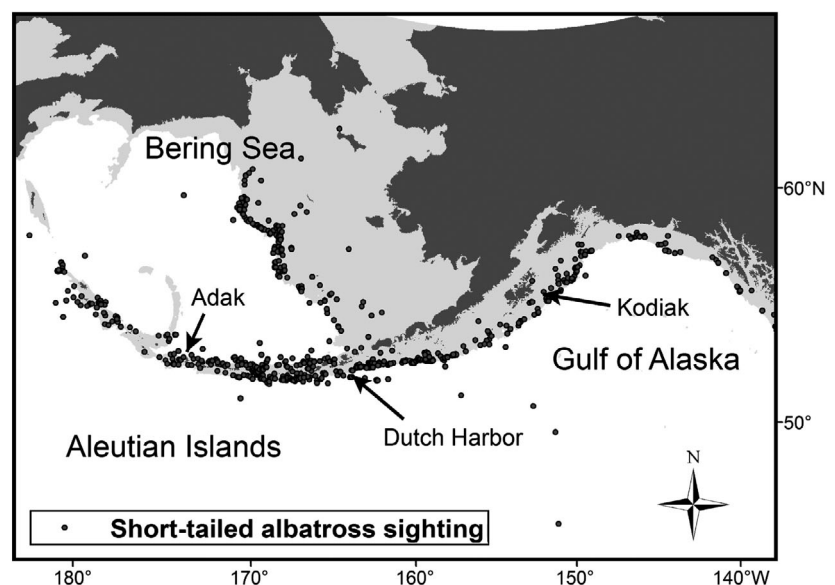 Bering Sea
60°N
Adak
Kodiak
Gulf of Alaska
50°
Dutch Harbor
Aleutian Islands
N
Short-tailed albatross sighting
180°
170°
160°
150°
140°W